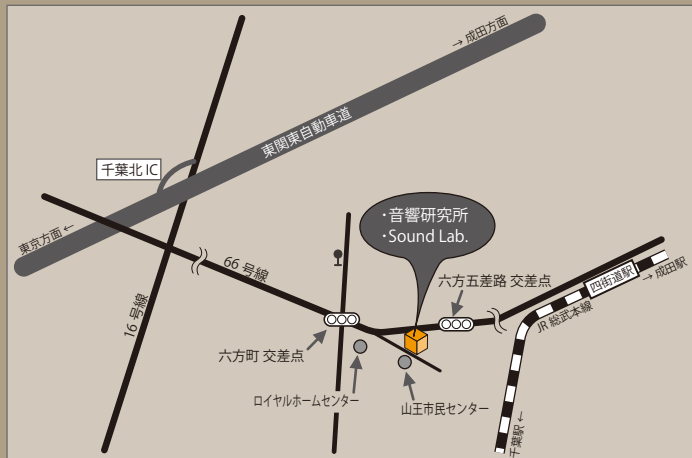 → 成田方面
東関東自動車道
千葉北 IC
東京方面 ←
16 号線
66 号線
・音響研究所
・Sound Lab.
六方五差路 交差点
四街道駅
→ 成田駅
JR 総武本線
六方町 交差点
ロイヤルホームセンター
山王市民センター
千葉駅 ←